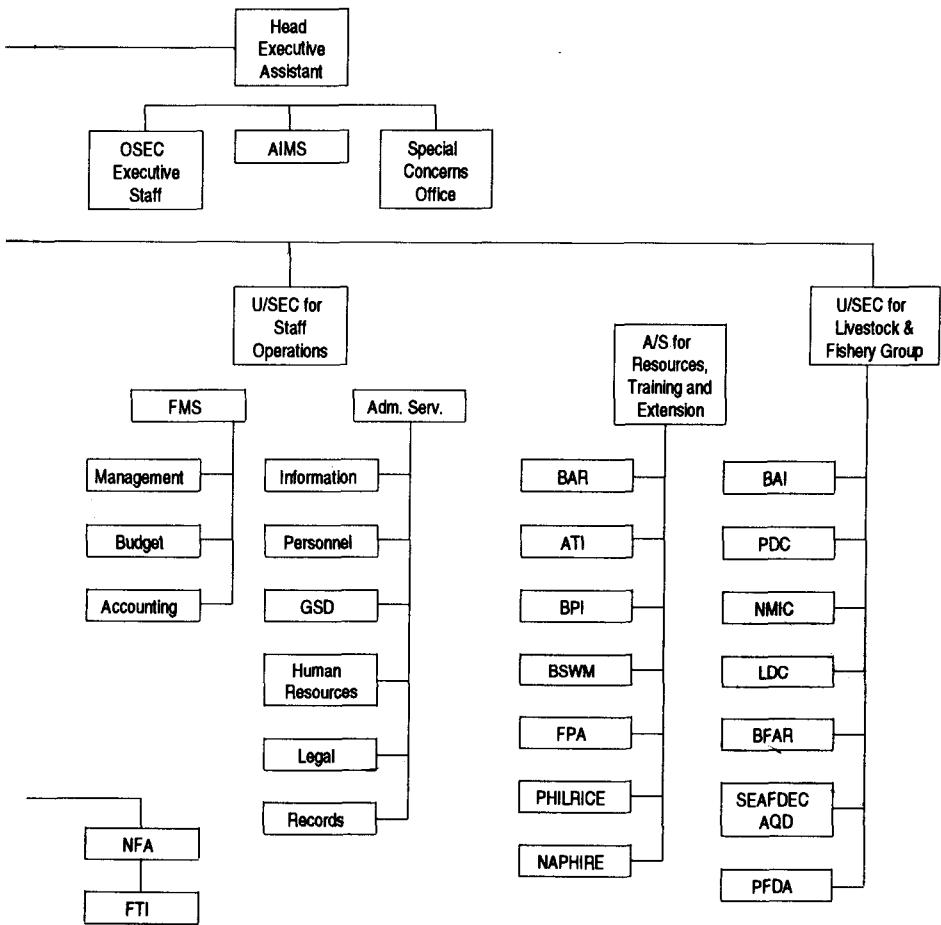 Head
Executive
Assistant
OSEC
Executive
Staff
AIMS
Special
Concerns
Office
U/SEC for
Staff
Operations
U/SEC for
Livestock &
Fishery Group
A/S for
Resources,
Training and
Extension
FMS
Management
Budget
Accounting
Adm. Serv.
Information
Personnel
GSD
Human
Resources
Legal
Records
BAR
ATI
BPI
BSWM
FPA
PHILRICE
NAPHIRE
BAI
PDC
NMIC
LDC
BFAR
SEAFDEC
AQD
PFDA
NFA
FTI